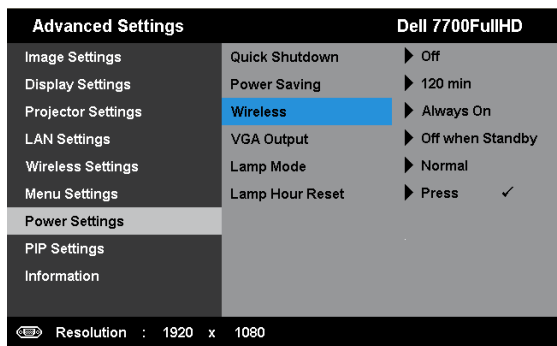 Advanced Settings Dell 7700FullHD
Image Settings Quick Shutdown Off
Display Settings Power Saving 120 min
Projector Settings Wireless Always On
LAN Settings VGA Output Off when Standby
Wireless Settings Lamp Mode Normal
Menu Settings Lamp Hour Reset Press ✓
Power Settings
PIP Settings
Information
Resolution : 1920 x 1080